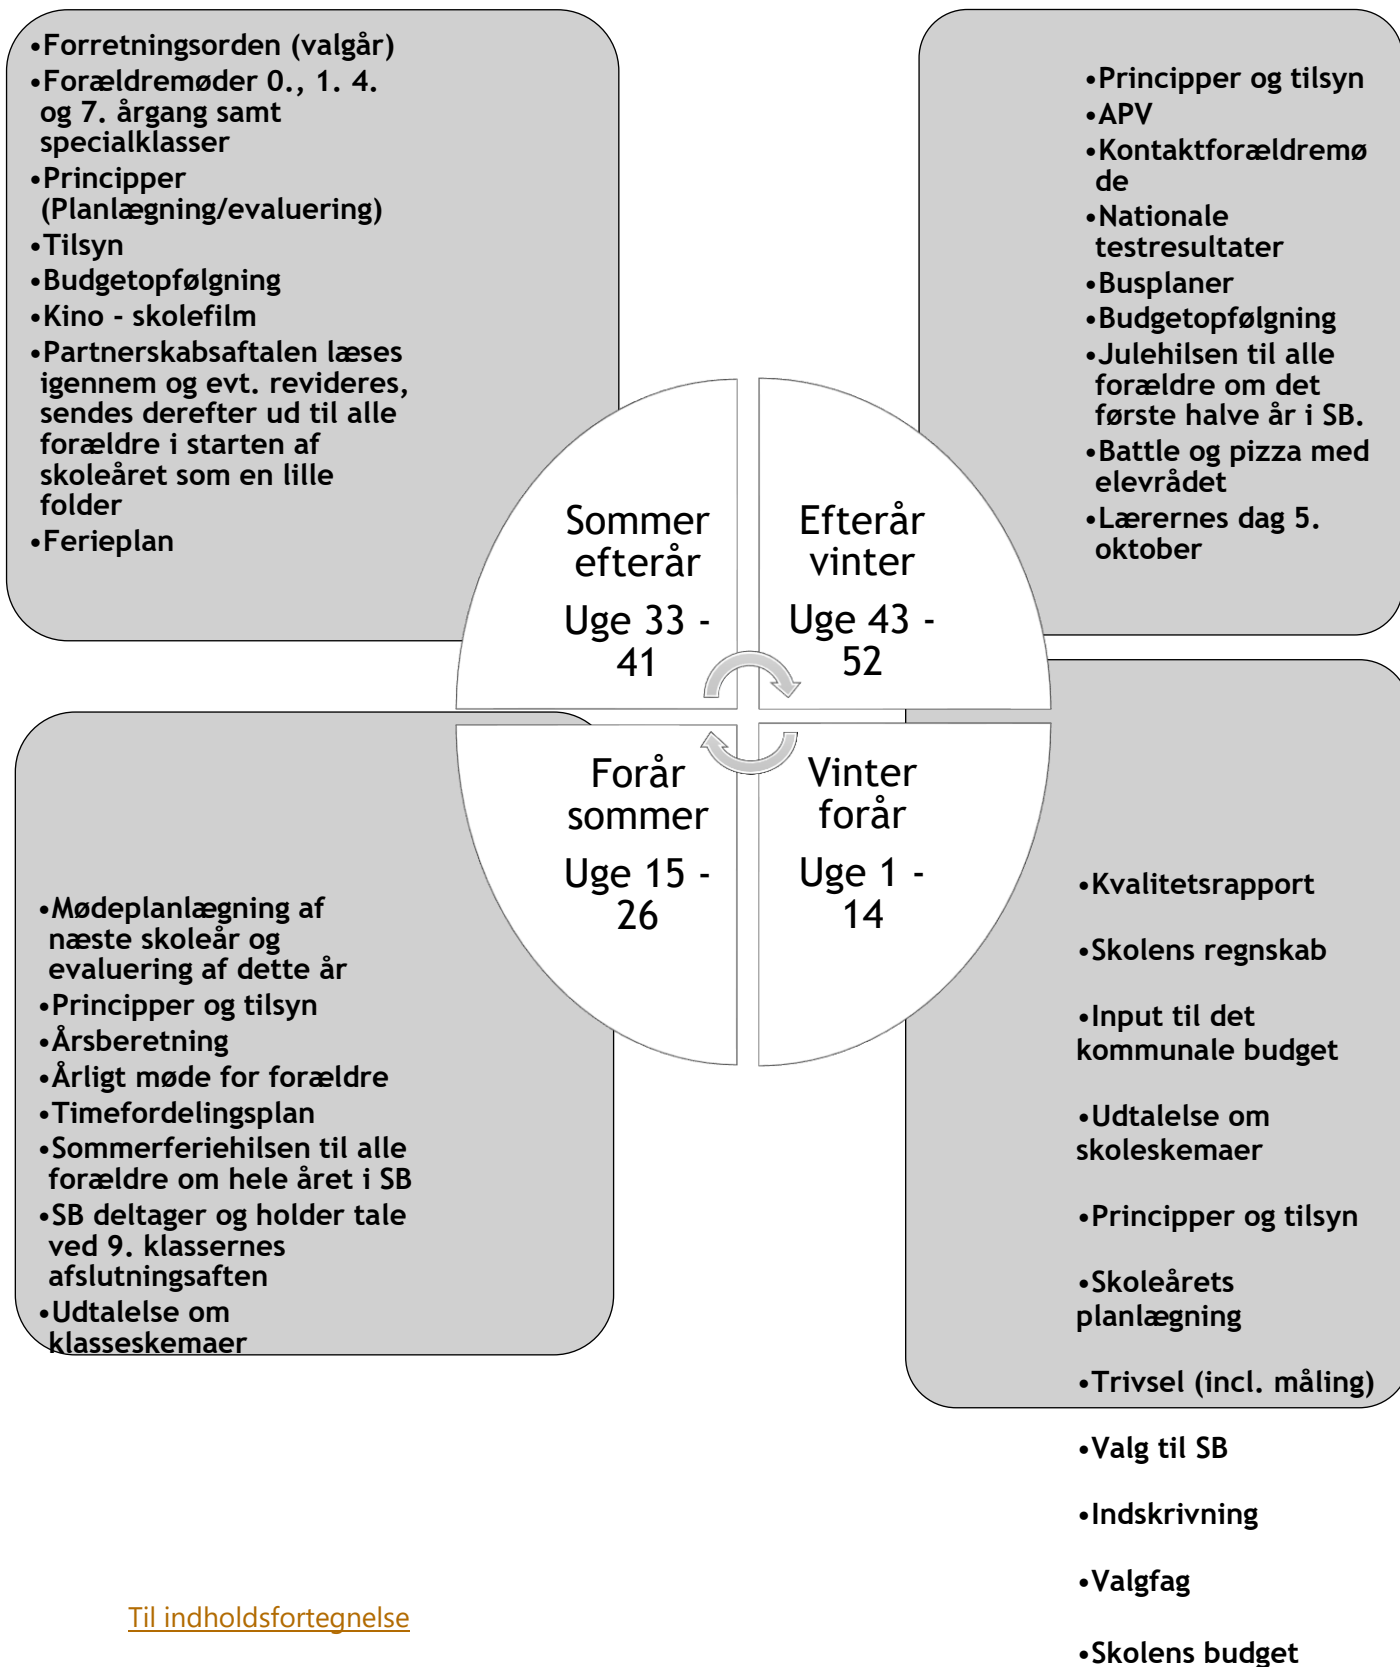 •Forretningsorden (valgår)
•Forældremøder 0., 1. 4.
og 7. årgang samt
specialklasser
•Principper
(Planlægning/evaluering)
•Tilsyn
•Budgetopfølgning
•Kino - skolefilm
•Partnerskabsaftalen læses
igennem og evt. revideres,
sendes derefter ud til alle
forældre i starten af
skoleåret som en lille
folder
•Ferieplan
•Principper og tilsyn
•APV
•Kontaktforældremø
de
•Nationale
testresultater
•Busplaner
•Budgetopfølgning
•Julehilsen til alle
forældre om det
første halve år i SB.
•Battle og pizza med
elevrådet
•Lærernes dag 5.
oktober
Sommer
efterår
Uge 33 -
41
Efterår
vinter
Uge 43 -
52
Forår
sommer
Uge 15 -
26
Vinter
forår
Uge 1 -
14
•Mødeplanlægning af
næste skoleår og
evaluering af dette år
•Principper og tilsyn
•Årsberetning
•Årligt møde for forældre
•Timefordelingsplan
•Sommerferiehilsen til alle
forældre om hele året i SB
•SB deltager og holder tale
ved 9. klassernes
afslutningsaften
•Udtalelse om
klasseskemaer
•Kvalitetsrapport
•Skolens regnskab
•Input til det
kommunale budget
•Udtalelse om
skoleskemaer
•Principper og tilsyn
•Skoleårets
planlægning
•Trivsel (incl. måling)
•Valg til SB
•Indskrivning
•Valgfag
•Skolens budget
Til indholdsfortegnelse